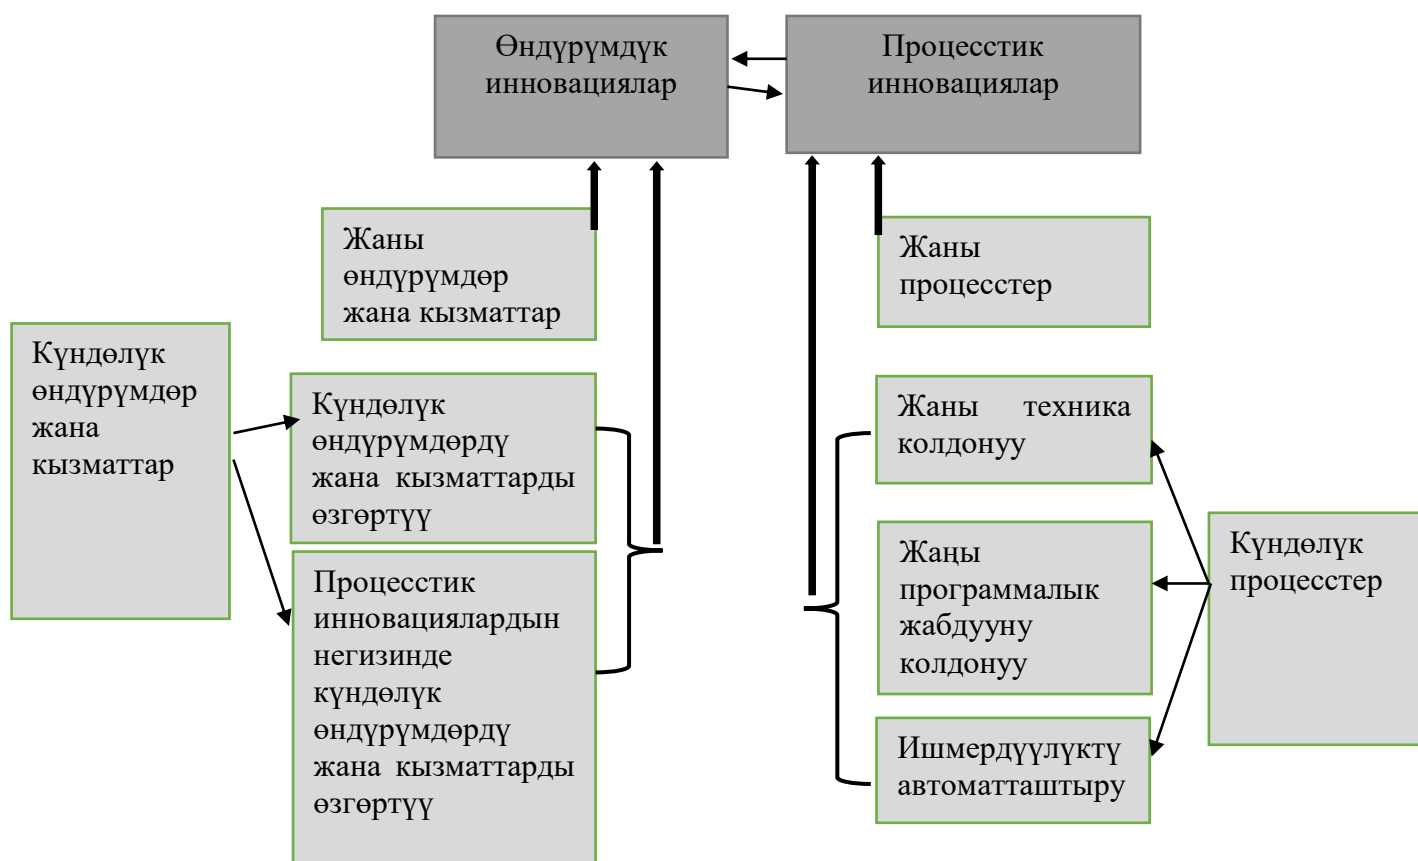 Өндүрүмдүк
инновациялар
Процесстик
инновациялар
Жаны
өндүрүмдөр
жана кызматтар
Жаны
процесстер
Күндөлүк
өндүрүмдөр
жана
кызматтар
Күндөлүк
өндүрүмдөрдү
жана кызматтарды
өзгөртүү
Жаны техника
колдонуу
Процесстик
инновациялардын
негизинде
күндөлүк
өндүрүмдөрдү
жана кызматтарды
өзгөртүү
Жаңы
программалык
жабдууну
колдонуу
Күндөлүк
процесстер
Ишмердүүлүктү
автоматташтыру